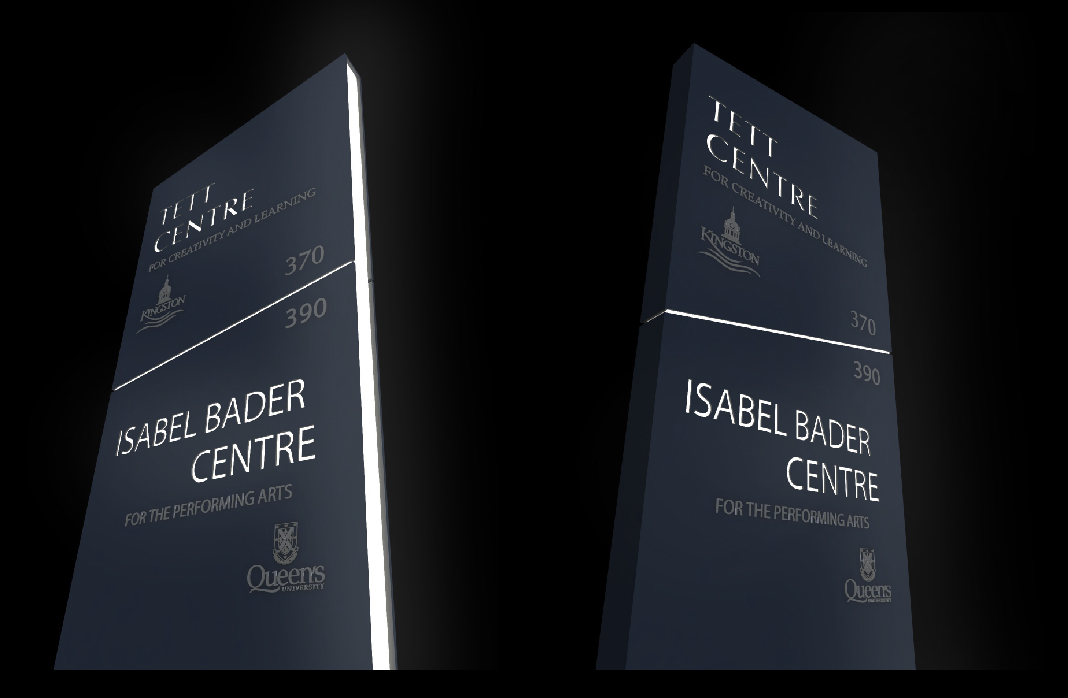 TETT
CENTRE
FOR CREATIVITY AND LEARNING
KINGSTON
370
390
ISABEL BADER
CENTRE
FOR THE PERFORMING ARTS
Queen's
UNIVERSITY
TETT
CENTRE
FOR CREATIVITY AND LEARNING
KINGSTON
370
390
ISABEL BADER
CENTRE
FOR THE PERFORMING ARTS
Queen's